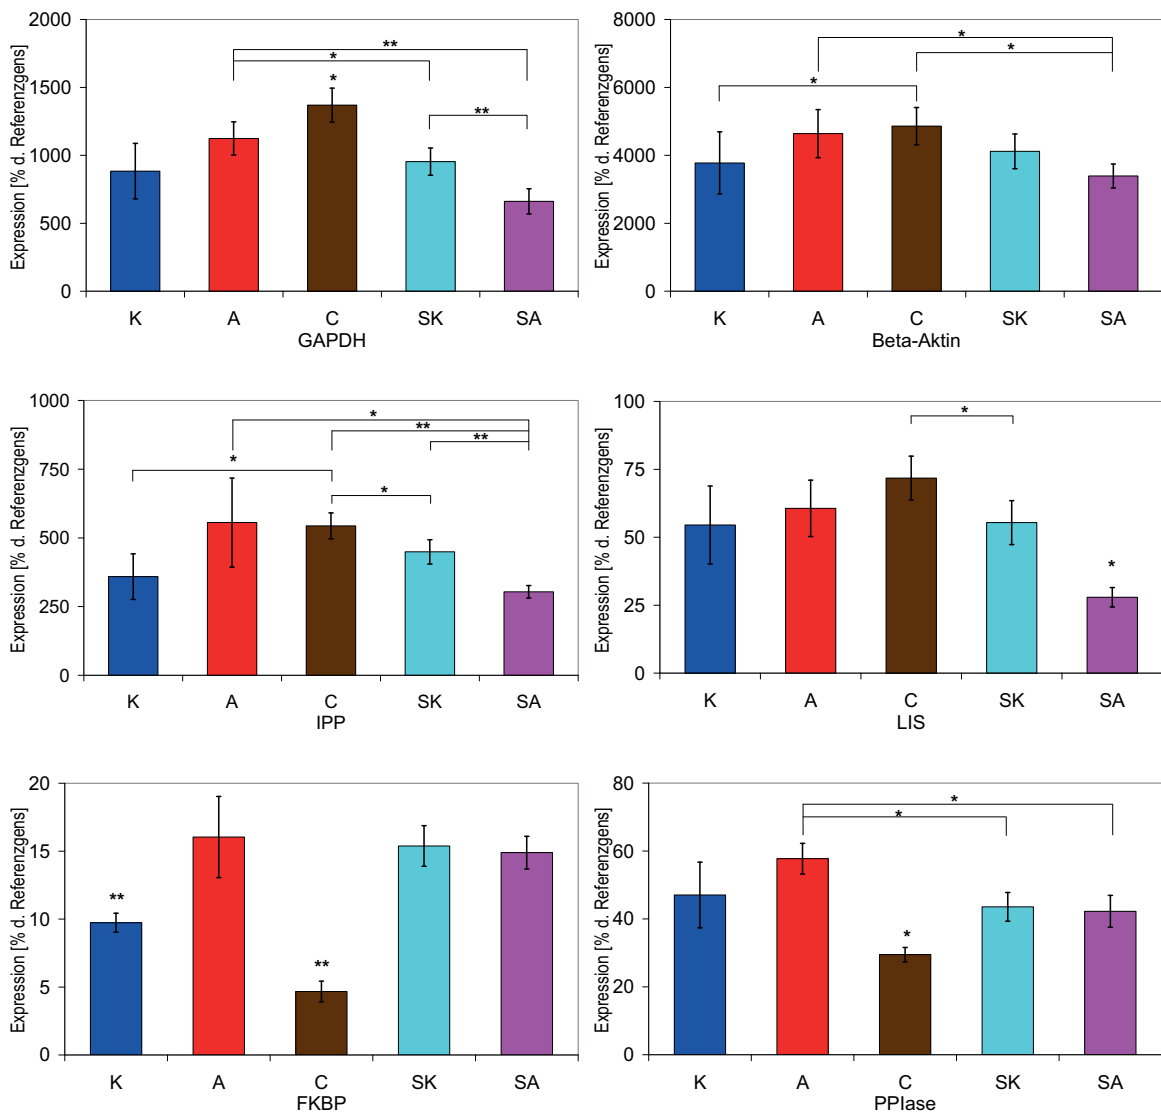 Expression [% d. Referenzgens]
2000
1500
1000
500
0
**
*
*
**
K A C SK SA
GAPDH
Expression [% d. Referenzgens]
8000
6000
4000
2000
0
*
*
*
K A C SK SA
Beta-Aktin
Expression [% d. Referenzgens]
1000
750
500
250
0
*
**
**
*
*
K A C SK SA
IPP
Expression [% d. Referenzgens]
100
75
50
25
0
*
*
K A C SK SA
LIS
Expression [% d. Referenzgens]
20
15
10
5
0
**
**
K A C SK SA
FKBP
Expression [% d. Referenzgens]
80
60
40
20
0
*
*
*
K A C SK SA
PPIase